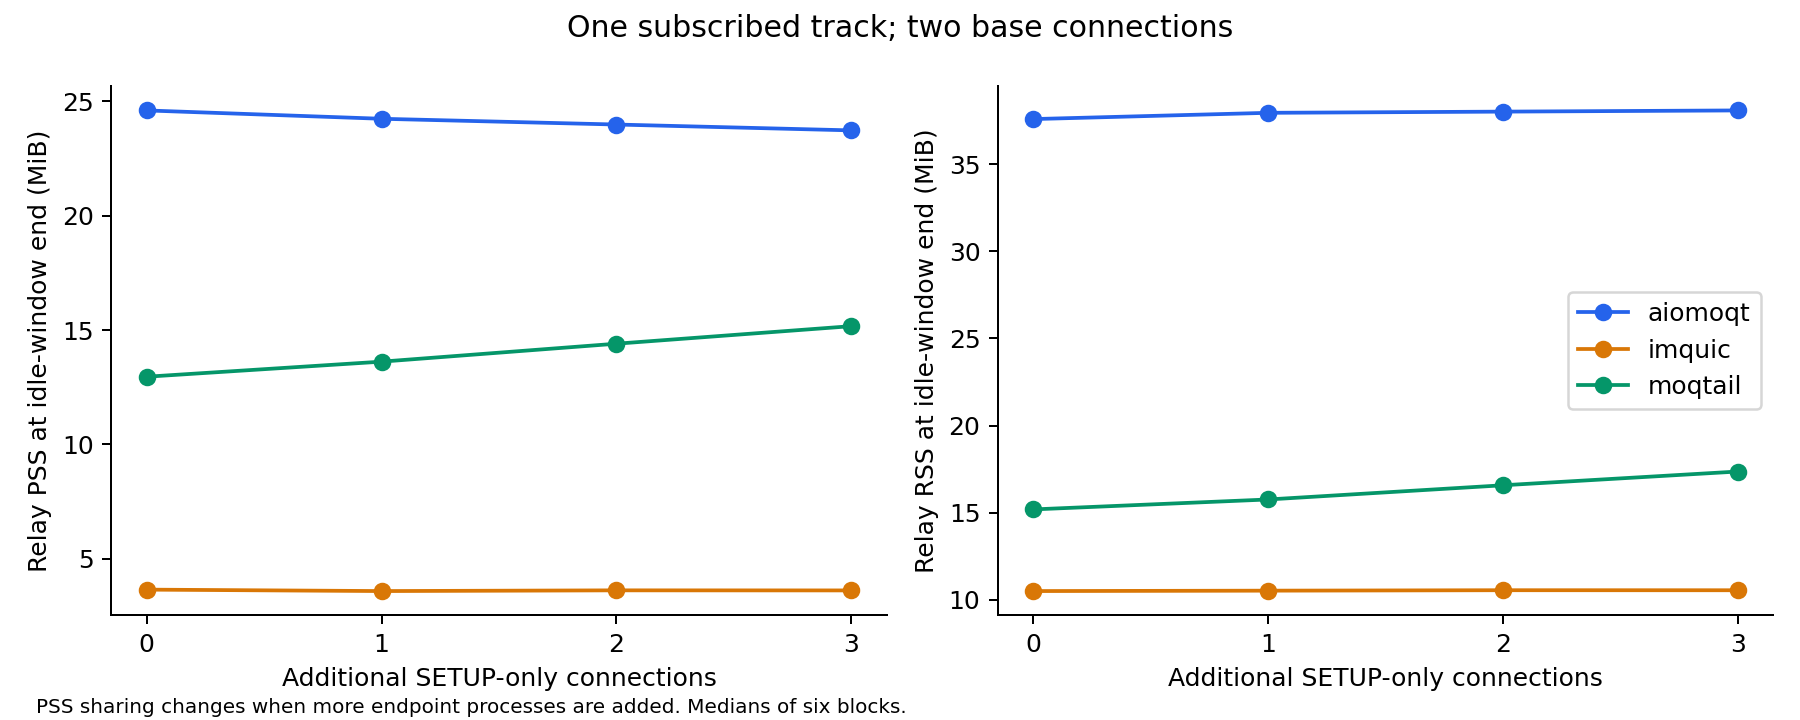 One subscribed track; two base connections
Relay PSS at idle-window end (MiB)
25
20
15
10
5
0 1 2 3
Additional SETUP-only connections
Relay RSS at idle-window end (MiB)
35
30
25
20
15
10
aiomoqt
imquic
moqtail
0 1 2 3
Additional SETUP-only connections
PSS sharing changes when more endpoint processes are added. Medians of six blocks.